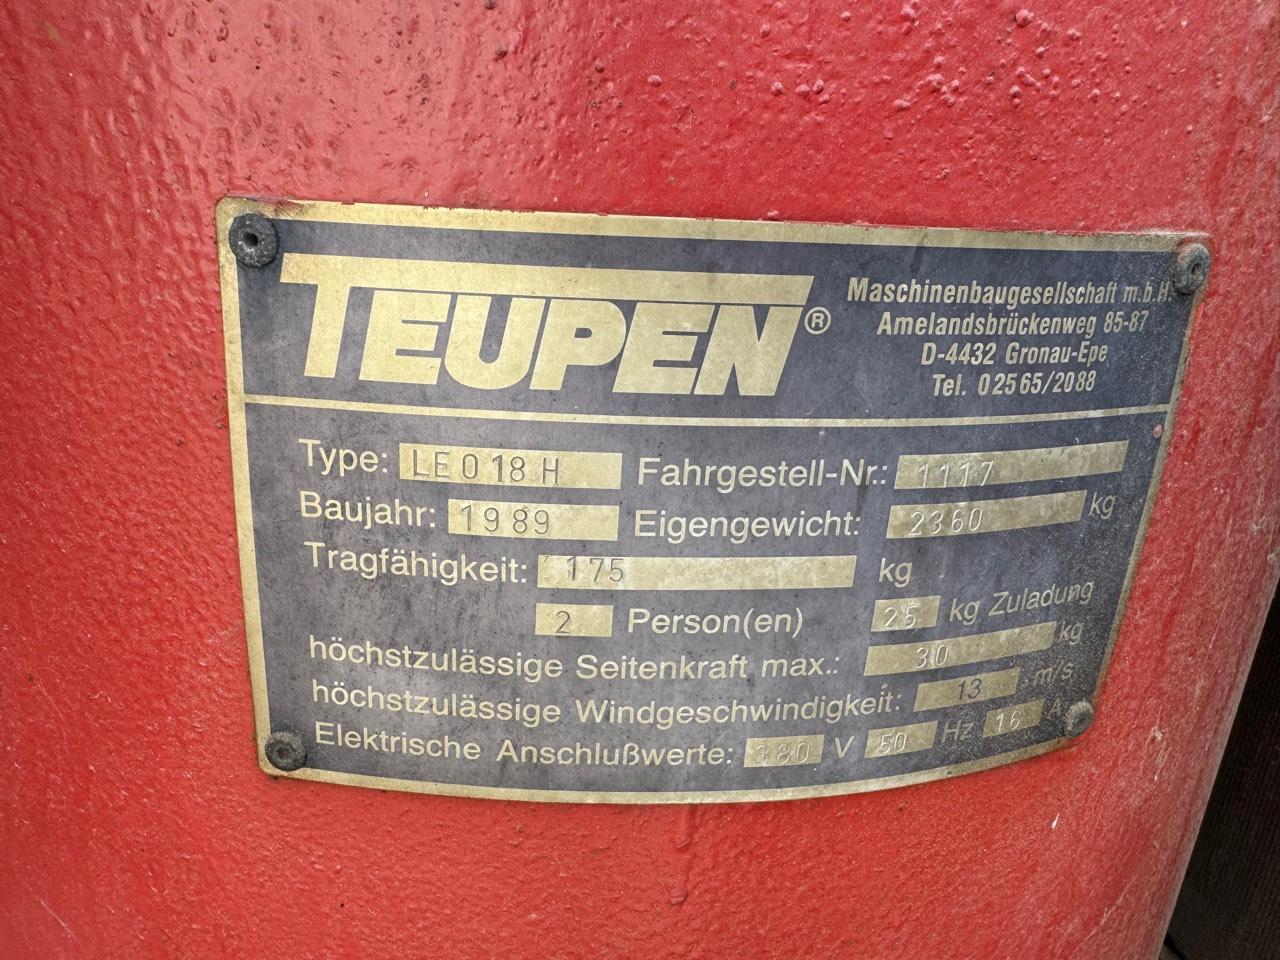 TEUPEN®
Maschinenbaugesellschaft m.b.H.
Amelandsbrückenweg 85-87
D-4432 Gronau-Epe
Tel. 02565/2088
Type: LEO 18 H Fahrgestell-Nr.: 1117
Baujahr: 1989 Eigengewicht: 2360 kg
Tragfähigkeit: 175 kg
2 Person(en) 25 kg Zuladung
höchstzulässige Seitenkraft max.: 30 kg
höchstzulässige Windgeschwindigkeit: 13 m/s
Elektrische Anschlußwerte: 380 V 50 Hz 16 A